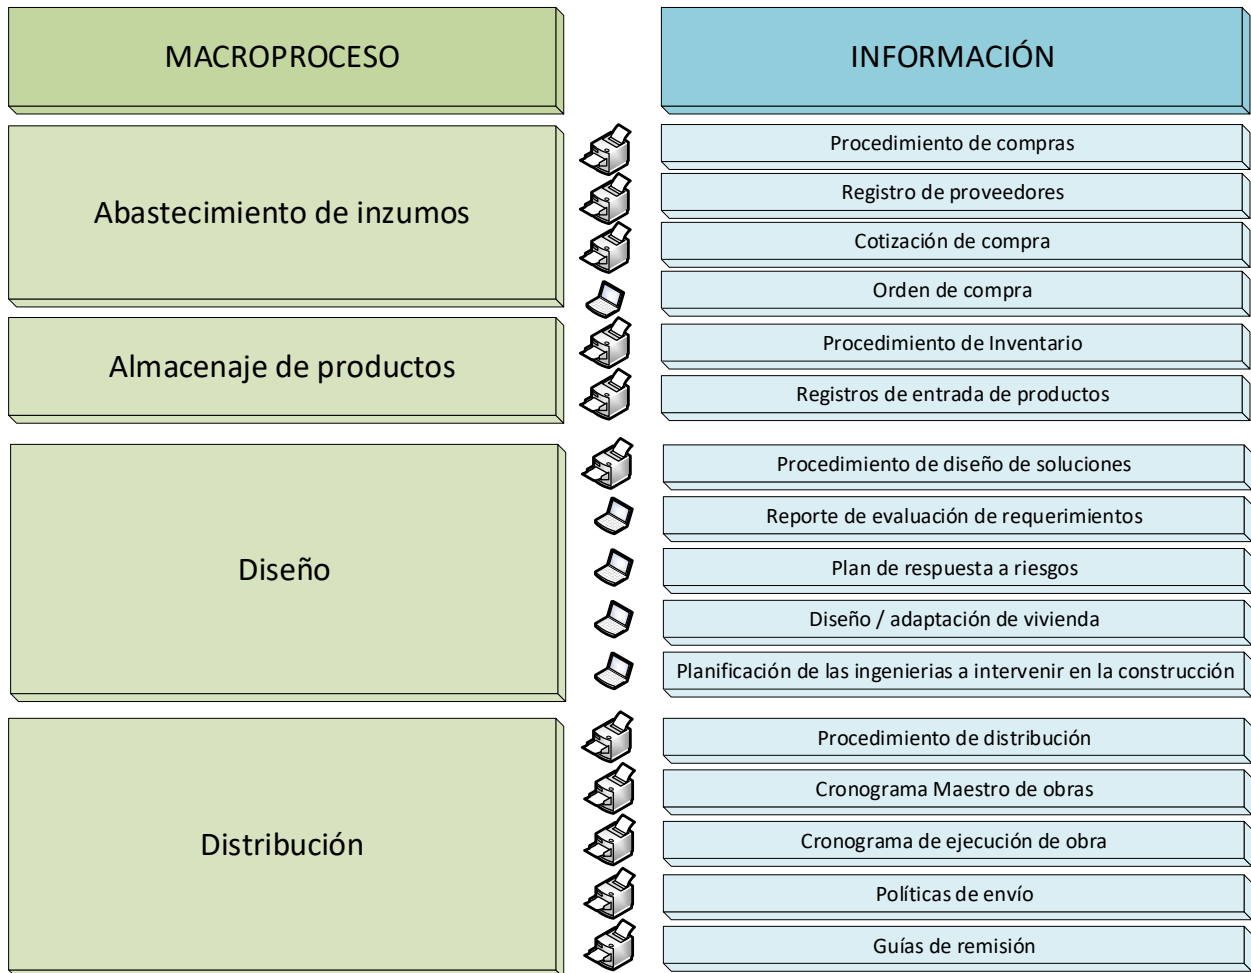 MACROPROCESO
INFORMACIÓN
Abastecimiento de inzumos
Procedimiento de compras
Registro de proveedores
Cotización de compra
Orden de compra
Almacenaje de productos
Procedimiento de Inventario
Registros de entrada de productos
Diseño
Procedimiento de diseño de soluciones
Reporte de evaluación de requerimientos
Plan de respuesta a riesgos
Diseño / adaptación de vivienda
Planificación de las ingenierias a intervenir en la construcción
Distribución
Procedimiento de distribución
Cronograma Maestro de obras
Cronograma de ejecución de obra
Políticas de envío
Guías de remisión